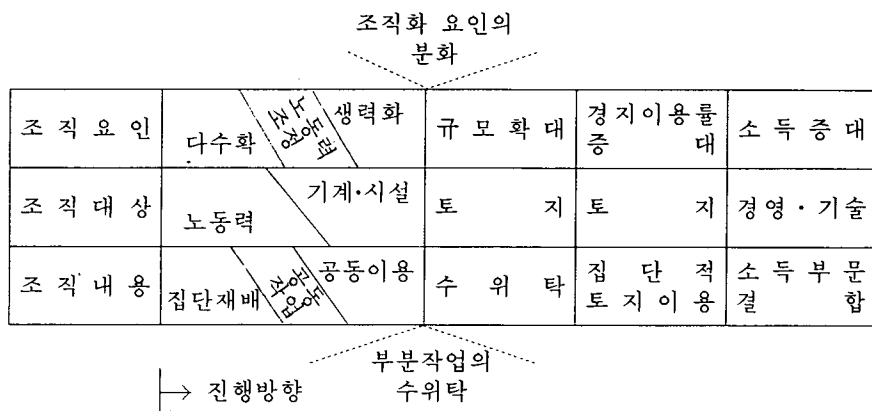 조직화 요인의
분화
조직요인 다수확 노동력조정 생력화 규모확대 경지이용률증대 소득증대
조직대상 노동력 기계·시설 토지 토지 경영·기술
조직내용 집단재배 공동작업 공동이용 수위탁 집단적토지이용 소득부문결합
부분작업의
수위탁
진행방향